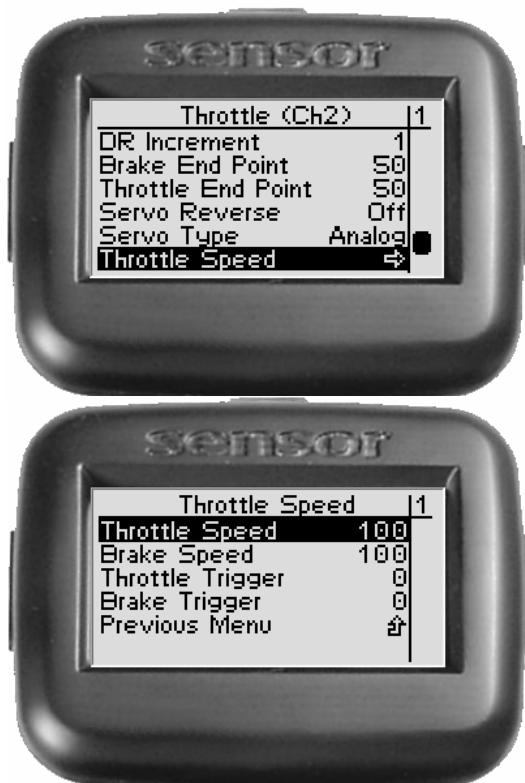 sensor
Throttle (Ch2) 1
DR Increment 1
Brake End Point 50
Throttle End Point 50
Servo Reverse Off
Servo Type Analog
Throttle Speed
sensor
Throttle Speed 1
Throttle Speed 100
Brake Speed 100
Throttle Trigger 0
Brake Trigger 0
Previous Menu